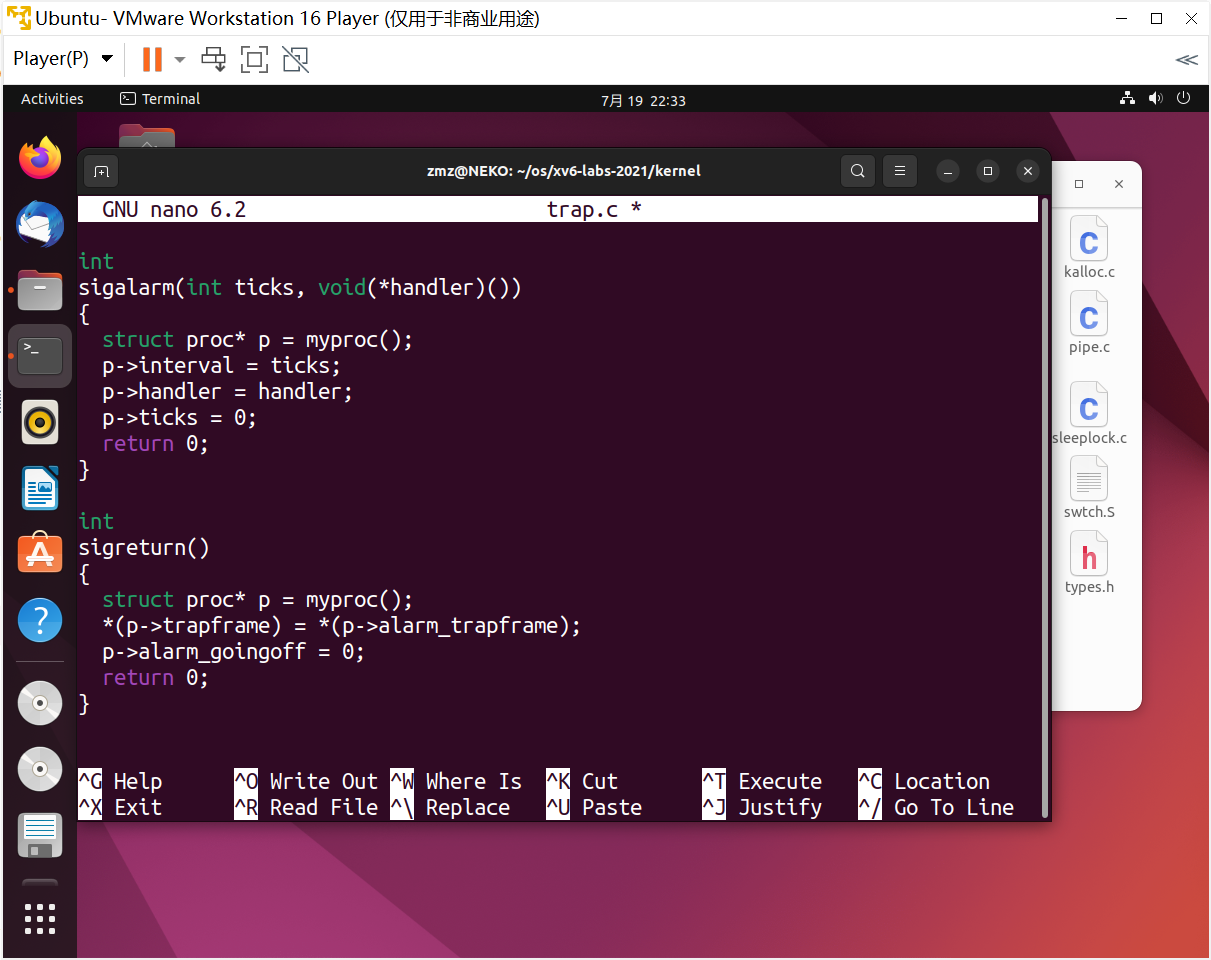 Ubuntu- VMware Workstation 16 Player (仅用于非商业用途)
Player(P)
Activities
Terminal
7月 19 22:33
zmz@NEKO: ~/os/xv6-labs-2021/kernel
GNU nano 6.2
trap.c *
int
sigalarm(int ticks, void(*handler)())
{
  struct proc* p = myproc();
  p->interval = ticks;
  p->handler = handler;
  p->ticks = 0;
  return 0;
}
int
sigreturn()
{
  struct proc* p = myproc();
  *(p->trapframe) = *(p->alarm_trapframe);
  p->alarm_goingoff = 0;
  return 0;
}
^G Help ^O Write Out ^W Where Is ^K Cut ^T Execute ^C Location
^X Exit ^R Read File ^\ Replace ^U Paste ^J Justify ^/ Go To Line
kalloc.c
pipe.c
sleeplock.c
swtch.S
types.h